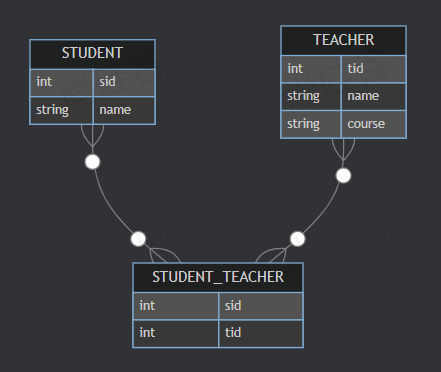 STUDENT
int sid
string name
TEACHER
int tid
string name
string course
STUDENT_TEACHER
int sid
int tid